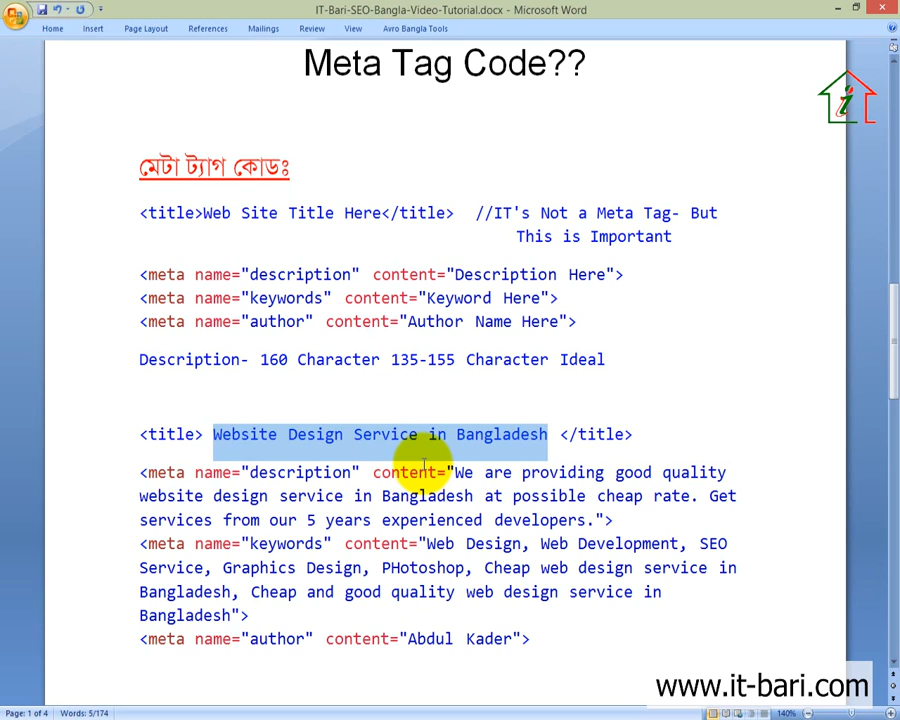 IT-Bari-SEO-Bangla-Video-Tutorial.docx - Microsoft Word
Home Insert Page Layout References Mailings Review View Avro Bangla Tools
Meta Tag Code??
i
মেটা ট্যাগ কোডঃ
<title>Web Site Title Here</title> //IT's Not a Meta Tag- But
This is Important
<meta name="description" content="Description Here">
<meta name="keywords" content="Keyword Here">
<meta name="author" content="Author Name Here">
Description- 160 Character 135-155 Character Ideal
<title> Website Design Service in Bangladesh </title>
<meta name="description" content="We are providing good quality
website design service in Bangladesh at possible cheap rate. Get
services from our 5 years experienced developers.">
<meta name="keywords" content="Web Design, Web Development, SEO
Service, Graphics Design, PHotoshop, Cheap web design service in
Bangladesh, Cheap and good quality web design service in
Bangladesh">
<meta name="author" content="Abdul Kader">
www.it-bari.com
Page: 1 of 4 Words: 5/174 140%